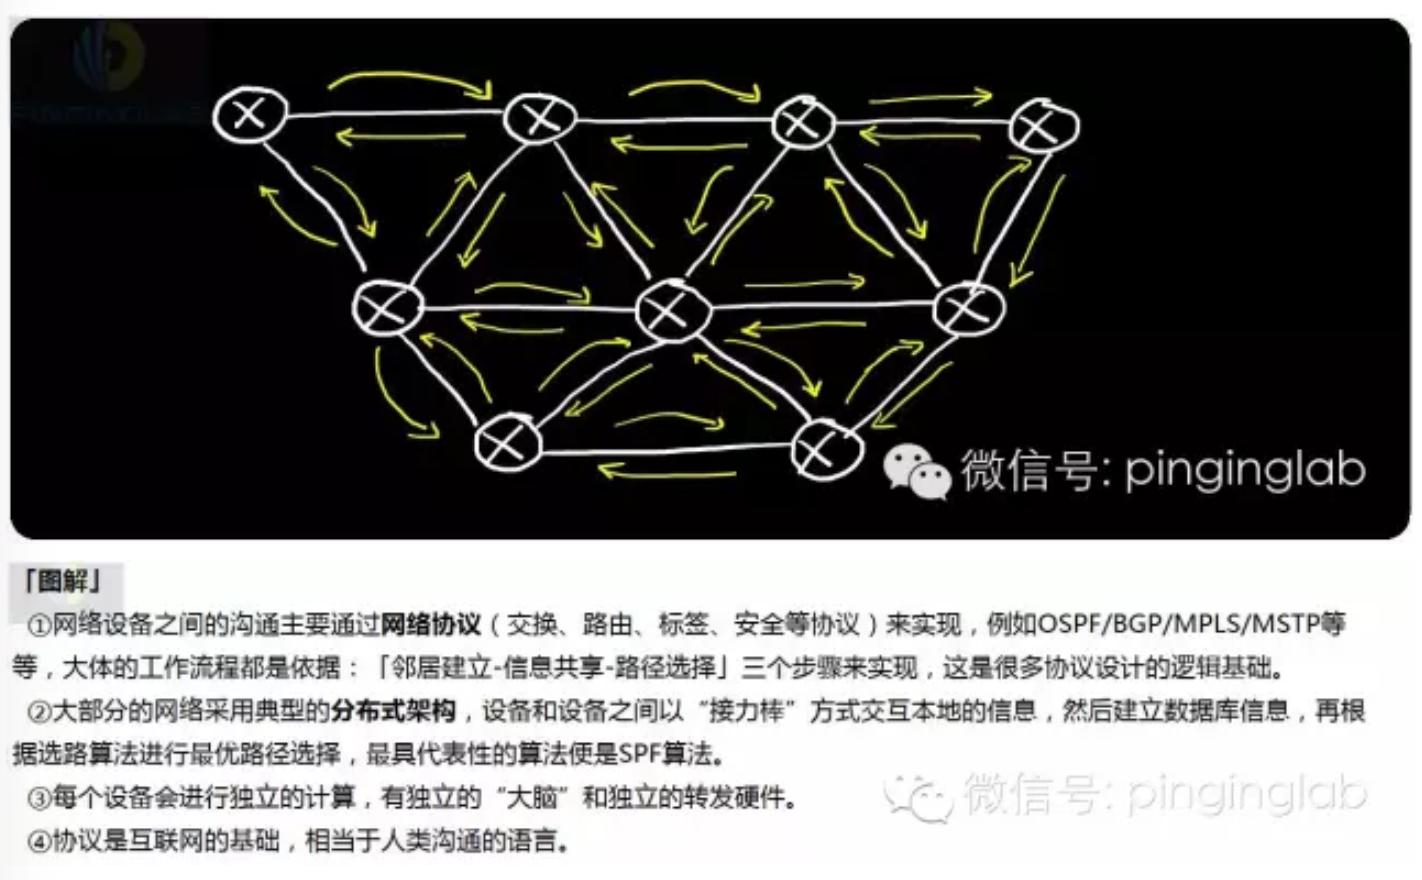 微信号: pinginglab
「图解」
①网络设备之间的沟通主要通过网络协议（交换、路由、标签、安全等协议）来实现，例如OSPF/BGP/MPLS/MSTP等
等，大体的工作流程都是依据：「邻居建立-信息共享-路径选择」三个步骤来实现，这是很多协议设计的逻辑基础。
②大部分的网络采用典型的分布式架构，设备和设备之间以“接力棒”方式交互本地的信息，然后建立数据库信息，再根
据选路算法进行最优路径选择，最具代表性的算法便是SPF算法。
③每个设备会进行独立的计算，有独立的“大脑”和独立的转发硬件。
微信号: pinginglab
④协议是互联网的基础，相当于人类沟通的语言。